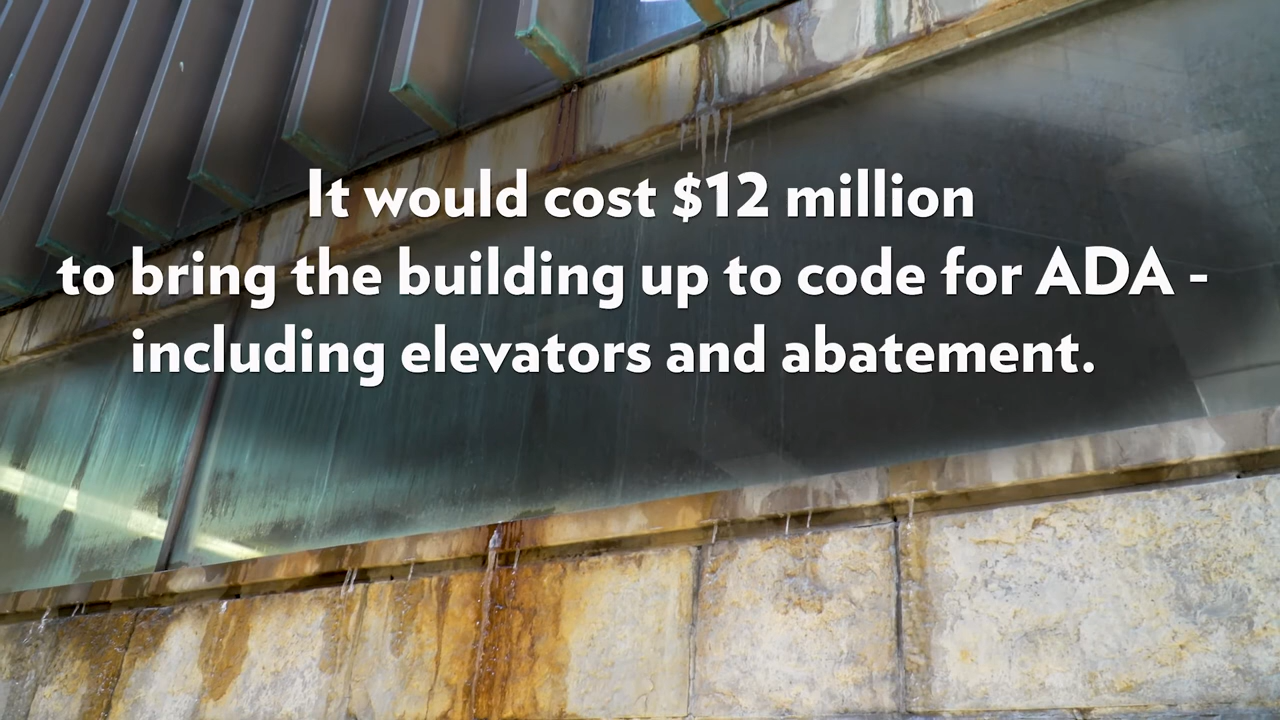 It would cost $12 million
to bring the building up to code for ADA -
including elevators and abatement.